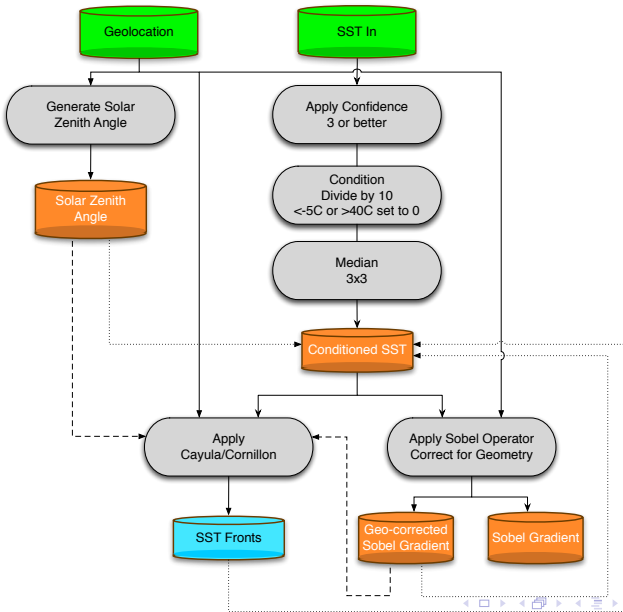 Geolocation
SST In
Generate Solar
Zenith Angle
Apply Confidence
3 or better
Solar Zenith
Angle
Condition
Divide by 10
<-5C or >40C set to 0
Median
3x3
Conditioned SST
Apply
Cayula/Cornillon
Apply Sobel Operator
Correct for Geometry
SST Fronts
Geo-corrected
Sobel Gradient
Sobel Gradient